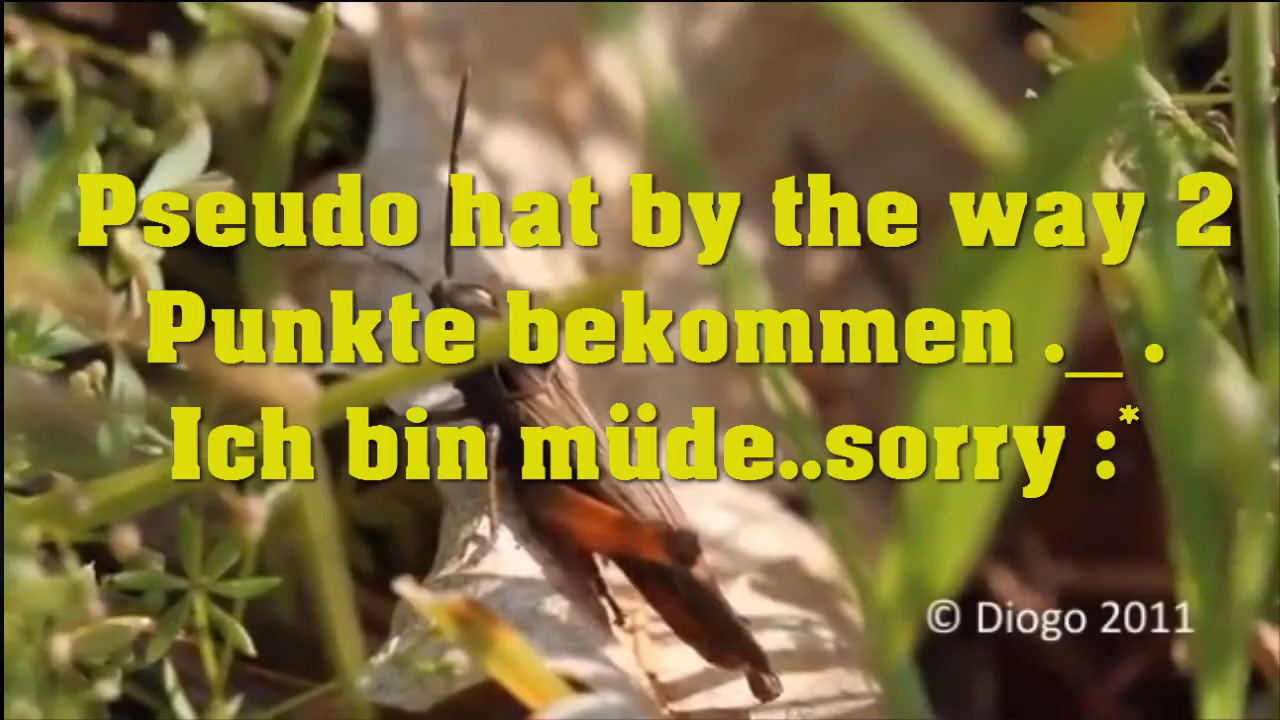 Pseudo hat by the way 2
Punkte bekommen ._ .
Ich bin müde..sorry :*
© Diogo 2011